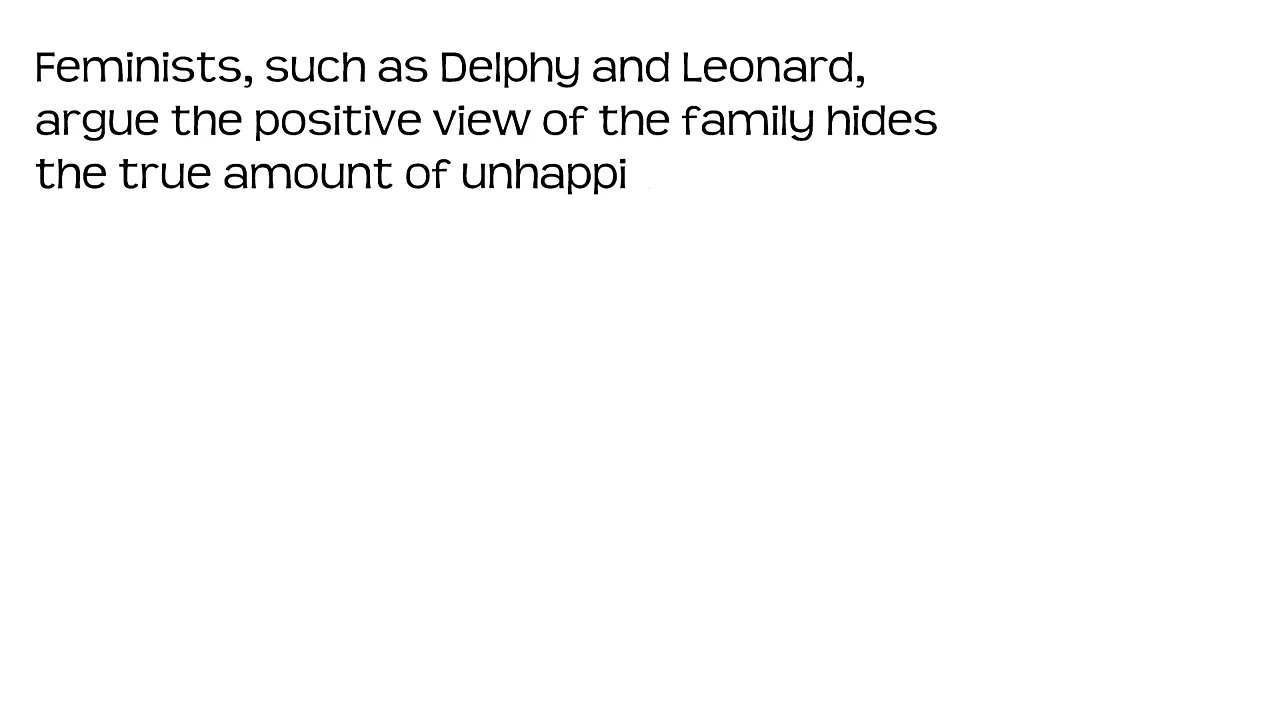 Feminists, such as Delphy and Leonard,
argue the positive view of the family hides
the true amount of unhappi